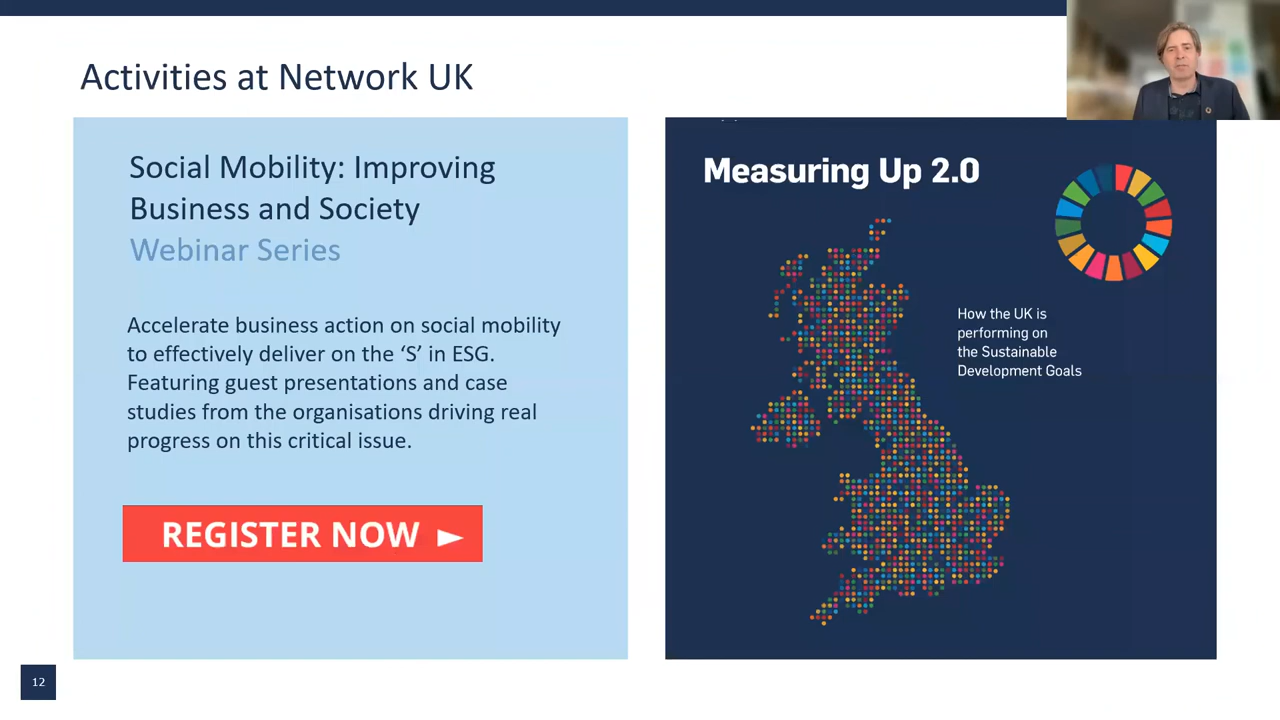 Activities at Network UK
Social Mobility: Improving
Business and Society
Webinar Series
Accelerate business action on social mobility
to effectively deliver on the ‘S’ in ESG.
Featuring guest presentations and case
studies from the organisations driving real
progress on this critical issue.
REGISTER NOW ►
Measuring Up 2.0
How the UK is
performing on
the Sustainable
Development Goals
12